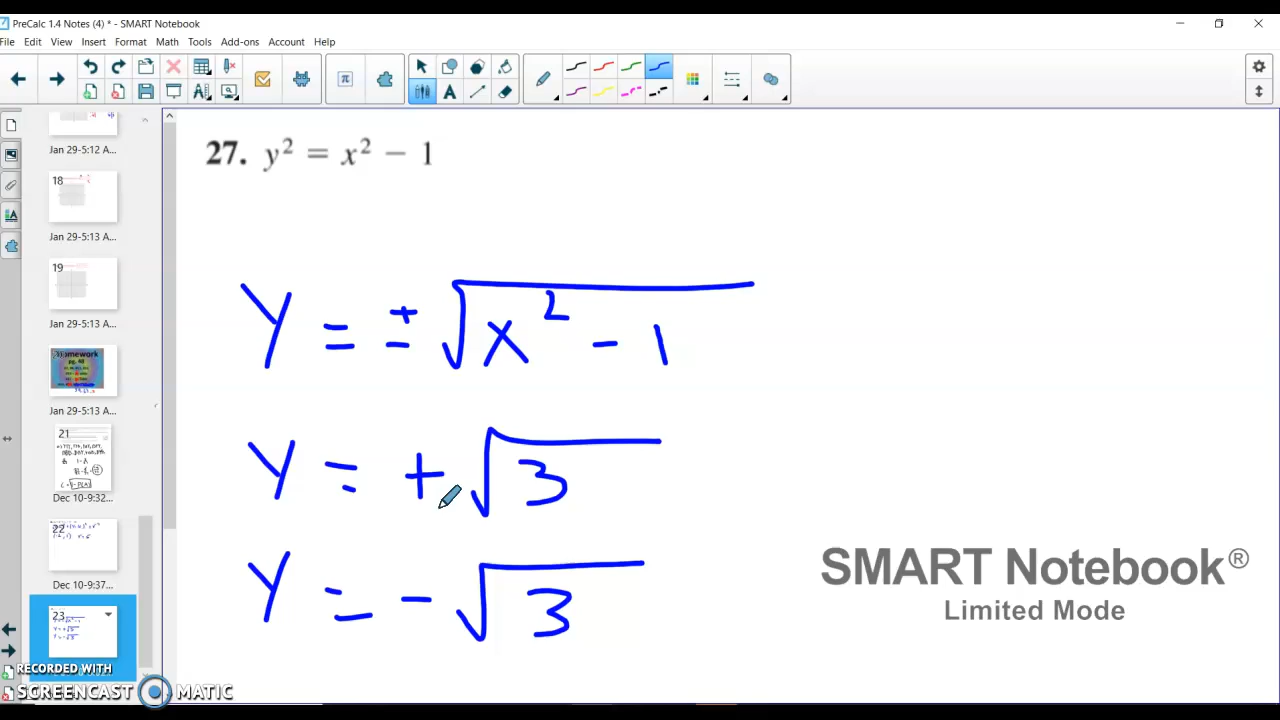 PreCalc 1.4 Notes (4) * - SMART Notebook
File Edit View Insert Format Math Tools Add-ons Account Help
Jan 29-5:12 A...
18
Jan 29-5:13 A...
19
Jan 29-5:13 A...
Jan 29-5:13 A...
21
Dec 10-9:32...
22
Dec 10-9:37...
23
27. y² = x² − 1
Y = ± √(x² - 1)
Y = + √3
Y = - √3
SMART Notebook®
Limited Mode
RECORDED WITH
SCREENCAST MATIC